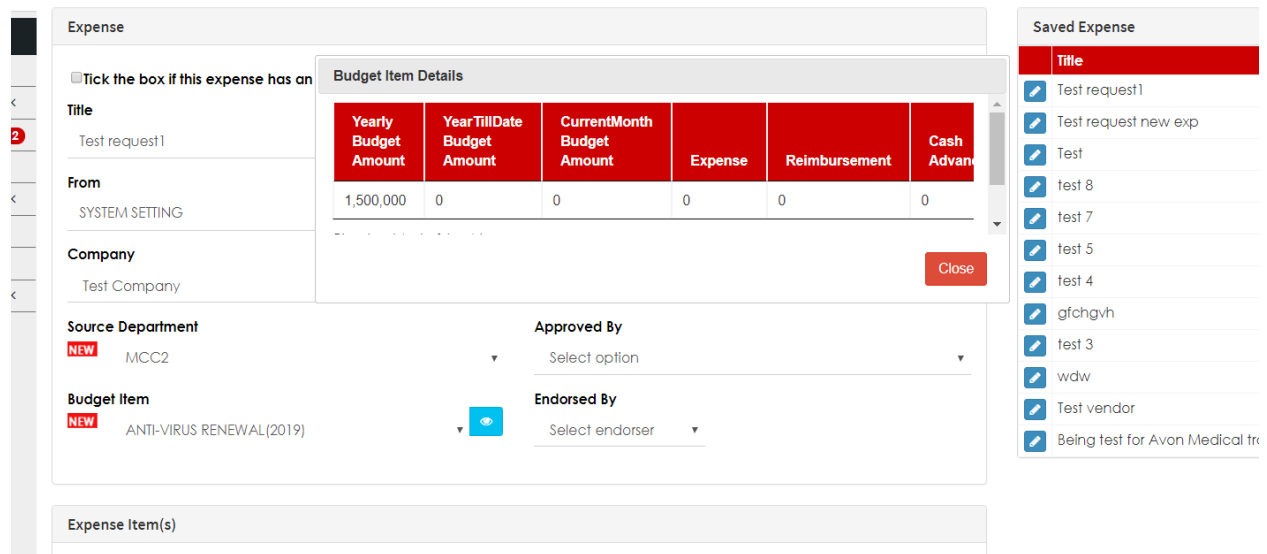 Expense
Tick the box if this expense has an
Title
Test request1
From
SYSTEM SETTING
Company
Test Company
Source Department
NEW
MCC2
Budget Item
NEW
ANTI-VIRUS RENEWAL(2019)
Approved By
Select option
Endorsed By
Select endorser
Expense Item(s)
Budget Item Details
Yearly Budget Amount
YearTillDate Budget Amount
CurrentMonth Budget Amount
Expense
Reimbursement
Cash Advan
1,500,000
0
0
0
0
0
Close
2
Saved Expense
Title
Test request1
Test request new exp
Test
test 8
test 7
test 5
test 4
gfchgvh
test 3
wdw
Test vendor
Being test for Avon Medical tr